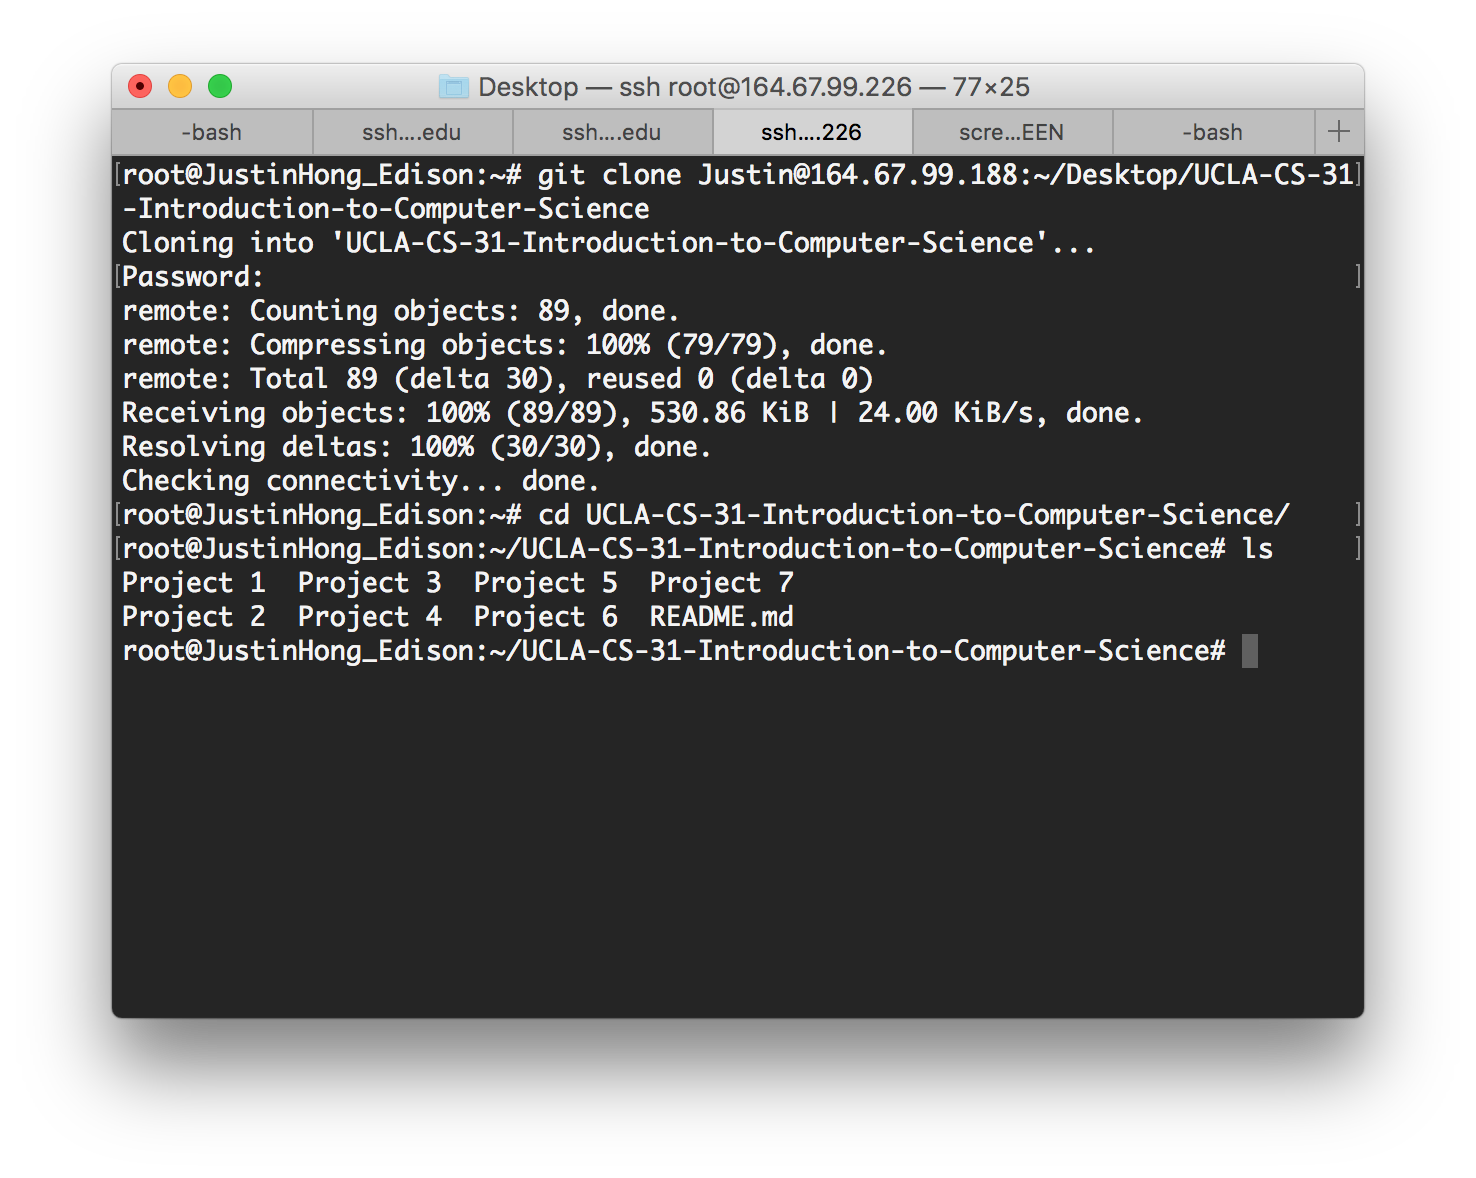 Desktop — ssh root@164.67.99.226 — 77×25
-bash ssh....edu ssh....edu ssh....226 scre...EEN -bash +
[root@JustinHong_Edison:~# git clone Justin@164.67.99.188:~/Desktop/UCLA-CS-31]
-Introduction-to-Computer-Science
Cloning into 'UCLA-CS-31-Introduction-to-Computer-Science'...
[Password: ]
remote: Counting objects: 89, done.
remote: Compressing objects: 100% (79/79), done.
remote: Total 89 (delta 30), reused 0 (delta 0)
Receiving objects: 100% (89/89), 530.86 KiB | 24.00 KiB/s, done.
Resolving deltas: 100% (30/30), done.
Checking connectivity... done.
[root@JustinHong_Edison:~# cd UCLA-CS-31-Introduction-to-Computer-Science/ ]
[root@JustinHong_Edison:~/UCLA-CS-31-Introduction-to-Computer-Science# ls ]
Project 1  Project 3  Project 5  Project 7
Project 2  Project 4  Project 6  README.md
root@JustinHong_Edison:~/UCLA-CS-31-Introduction-to-Computer-Science#